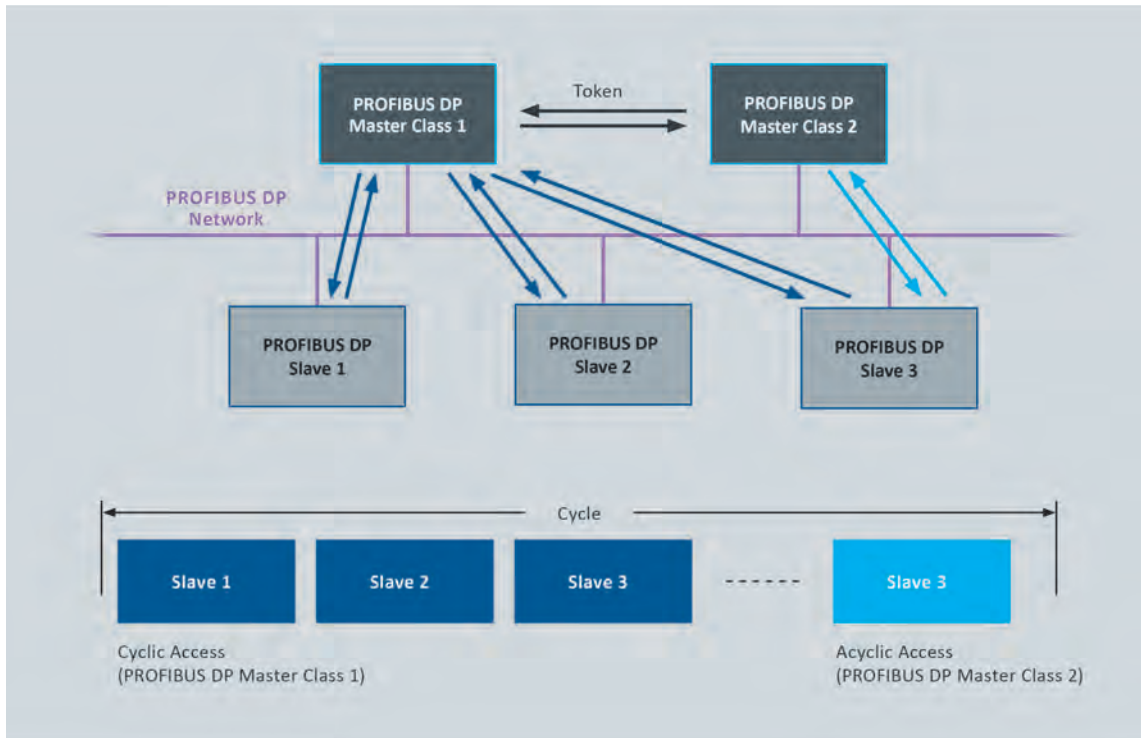 PROFIBUS DP
Master Class 1
Token
PROFIBUS DP
Master Class 2
PROFIBUS DP
Network
PROFIBUS DP
Slave 1
PROFIBUS DP
Slave 2
PROFIBUS DP
Slave 3
Cycle
Slave 1
Slave 2
Slave 3
Slave 3
Cyclic Access
(PROFIBUS DP Master Class 1)
Acyclic Access
(PROFIBUS DP Master Class 2)